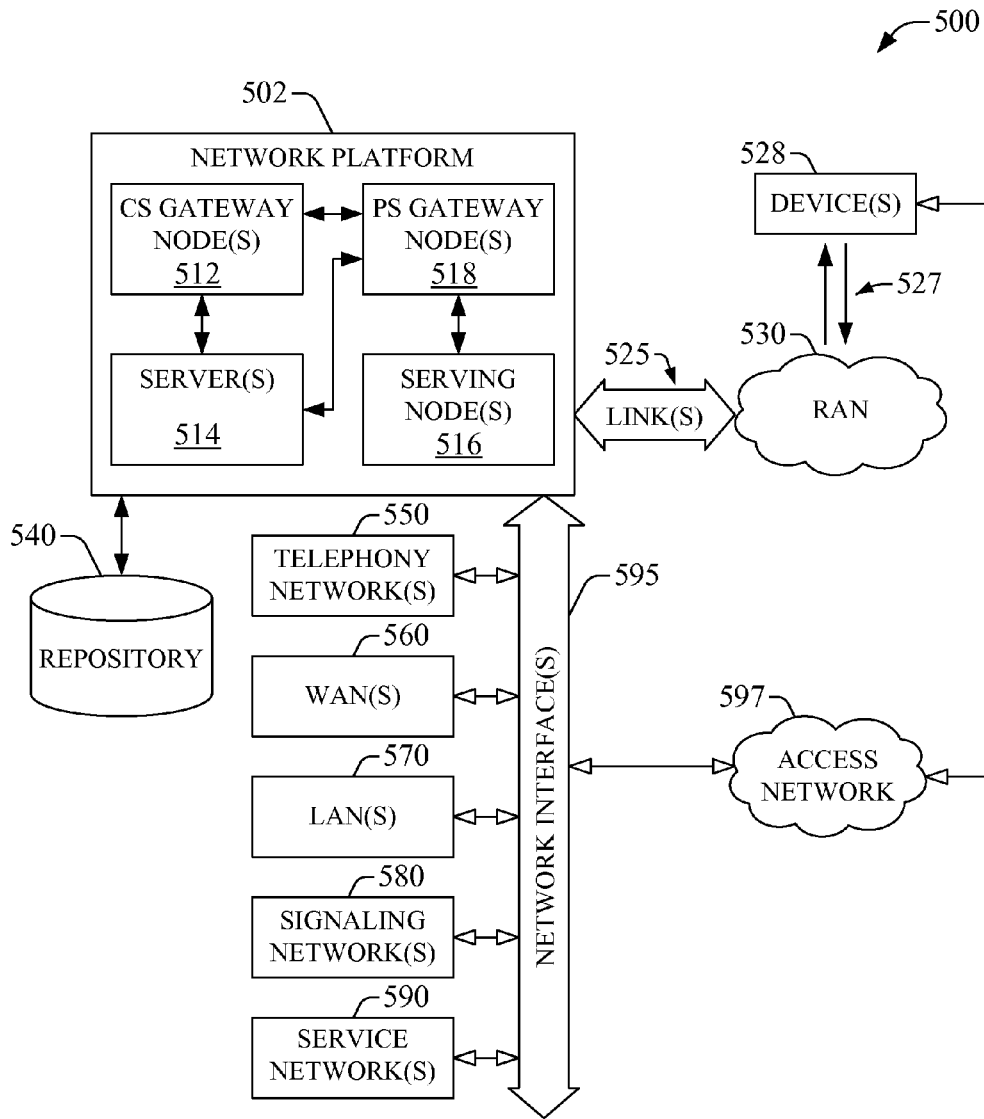 500
502
NETWORK PLATFORM
CS GATEWAY
NODE(S)
512
PS GATEWAY
NODE(S)
518
SERVER(S)
514
SERVING
NODE(S)
516
528
DEVICE(S)
527
530
RAN
525
LINK(S)
540
REPOSITORY
550
TELEPHONY
NETWORK(S)
560
WAN(S)
570
LAN(S)
580
SIGNALING
NETWORK(S)
590
SERVICE
NETWORK(S)
595
NETWORK INTERFACE(S)
597
ACCESS
NETWORK